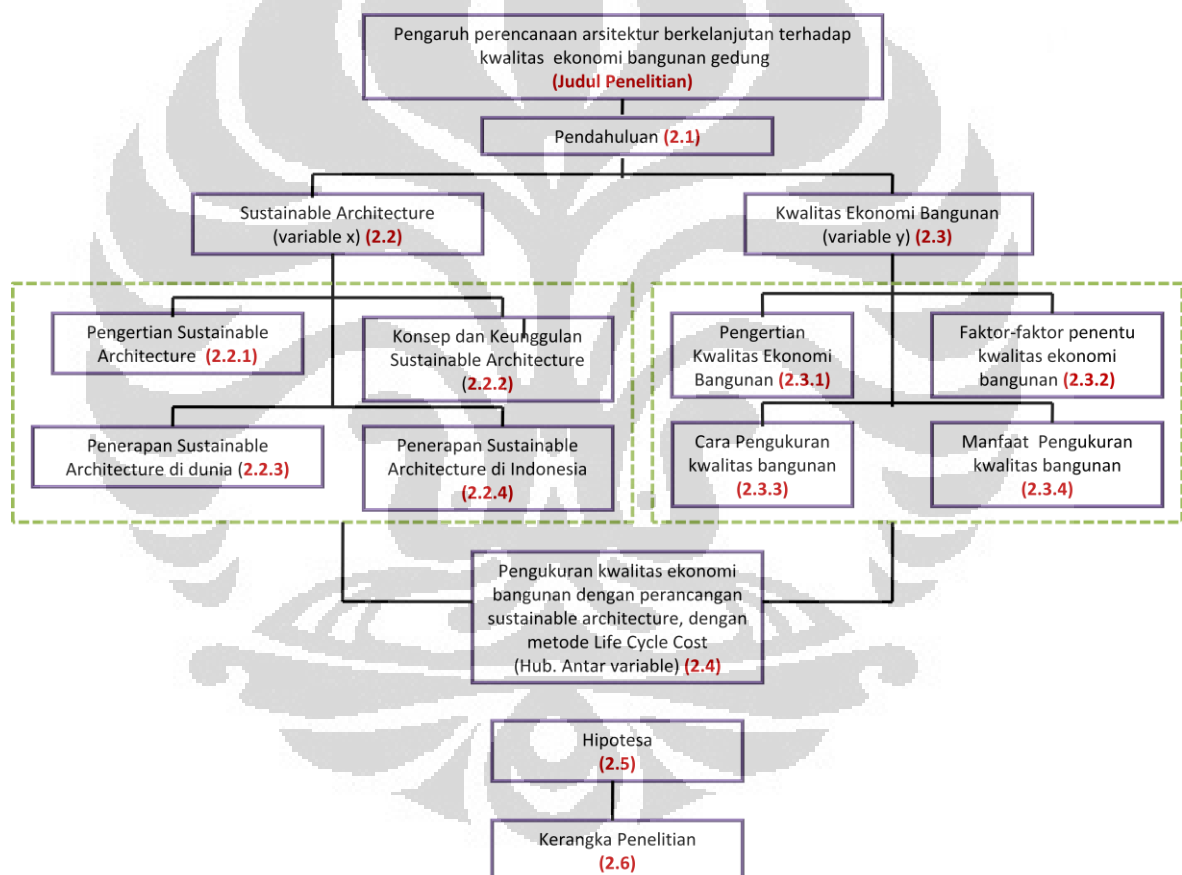 Pengaruh perencanaan arsitektur berkelanjutan terhadap
kwalitas ekonomi bangunan gedung
(Judul Penelitian)
Pendahuluan (2.1)
Sustainable Architecture
(variable x) (2.2)
Kwalitas Ekonomi Bangunan
(variable y) (2.3)
Pengertian Sustainable
Architecture (2.2.1)
Konsep dan Keunggulan
Sustainable Architecture
(2.2.2)
Pengertian
Kwalitas Ekonomi
Bangunan (2.3.1)
Faktor-faktor penentu
kwalitas ekonomi
bangunan (2.3.2)
Penerapan Sustainable
Architecture di dunia (2.2.3)
Penerapan Sustainable
Architecture di Indonesia
(2.2.4)
Cara Pengukuran
kwalitas bangunan
(2.3.3)
Manfaat Pengukuran
kwalitas bangunan
(2.3.4)
Pengukuran kwalitas ekonomi
bangunan dengan perancangan
sustainable architecture, dengan
metode Life Cycle Cost
(Hub. Antar variable) (2.4)
Hipotesa
(2.5)
Kerangka Penelitian
(2.6)